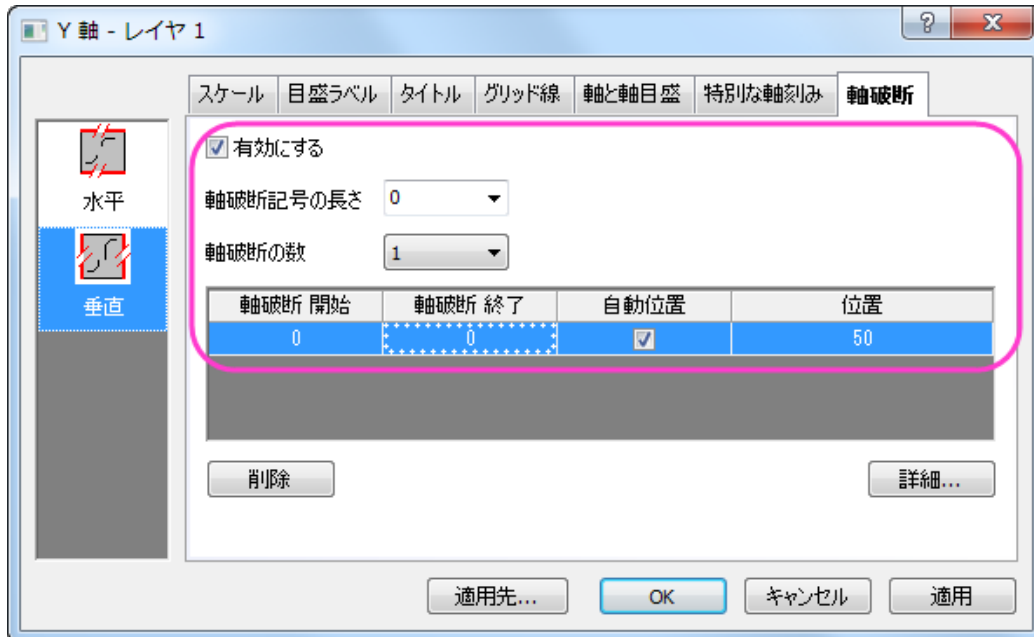 Y 軸 - レイヤ 1
?
スケール 目盛ラベル タイトル グリッド線 軸と軸目盛 特別な軸刻み 軸破断
水平
垂直
有効にする
軸破断記号の長さ 0
軸破断の数 1
軸破断 開始 軸破断 終了 自動位置 位置
0 0 50
削除 詳細...
適用先... OK キャンセル 適用